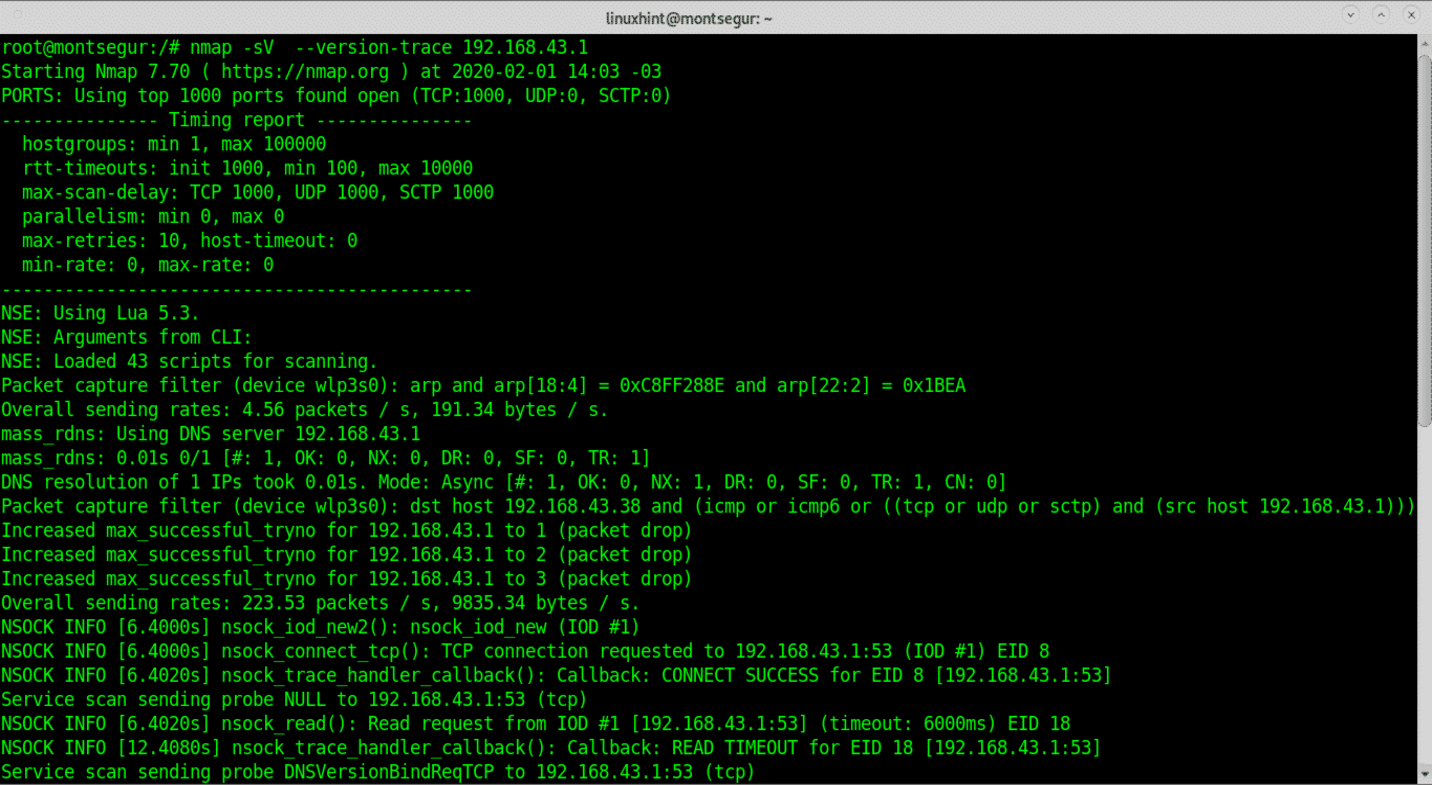 linuxhint@montsegur: ~
root@montsegur:/# nmap -sV  --version-trace 192.168.43.1
Starting Nmap 7.70 ( https://nmap.org ) at 2020-02-01 14:03 -03
PORTS: Using top 1000 ports found open (TCP:1000, UDP:0, SCTP:0)
--------------- Timing report ---------------
  hostgroups: min 1, max 100000
  rtt-timeouts: init 1000, min 100, max 10000
  max-scan-delay: TCP 1000, UDP 1000, SCTP 1000
  parallelism: min 0, max 0
  max-retries: 10, host-timeout: 0
  min-rate: 0, max-rate: 0
---------------------------------------------
NSE: Using Lua 5.3.
NSE: Arguments from CLI:
NSE: Loaded 43 scripts for scanning.
Packet capture filter (device wlp3s0): arp and arp[18:4] = 0xC8FF288E and arp[22:2] = 0x1BEA
Overall sending rates: 4.56 packets / s, 191.34 bytes / s.
mass_rdns: Using DNS server 192.168.43.1
mass_rdns: 0.01s 0/1 [#: 1, OK: 0, NX: 0, DR: 0, SF: 0, TR: 1]
DNS resolution of 1 IPs took 0.01s. Mode: Async [#: 1, OK: 0, NX: 1, DR: 0, SF: 0, TR: 1, CN: 0]
Packet capture filter (device wlp3s0): dst host 192.168.43.38 and (icmp or icmp6 or ((tcp or udp or sctp) and (src host 192.168.43.1)))
Increased max_successful_tryno for 192.168.43.1 to 1 (packet drop)
Increased max_successful_tryno for 192.168.43.1 to 2 (packet drop)
Increased max_successful_tryno for 192.168.43.1 to 3 (packet drop)
Overall sending rates: 223.53 packets / s, 9835.34 bytes / s.
NSOCK INFO [6.4000s] nsock_iod_new2(): nsock_iod_new (IOD #1)
NSOCK INFO [6.4000s] nsock_connect_tcp(): TCP connection requested to 192.168.43.1:53 (IOD #1) EID 8
NSOCK INFO [6.4020s] nsock_trace_handler_callback(): Callback: CONNECT SUCCESS for EID 8 [192.168.43.1:53]
Service scan sending probe NULL to 192.168.43.1:53 (tcp)
NSOCK INFO [6.4020s] nsock_read(): Read request from IOD #1 [192.168.43.1:53] (timeout: 6000ms) EID 18
NSOCK INFO [12.4080s] nsock_trace_handler_callback(): Callback: READ TIMEOUT for EID 18 [192.168.43.1:53]
Service scan sending probe DNSVersionBindReqTCP to 192.168.43.1:53 (tcp)